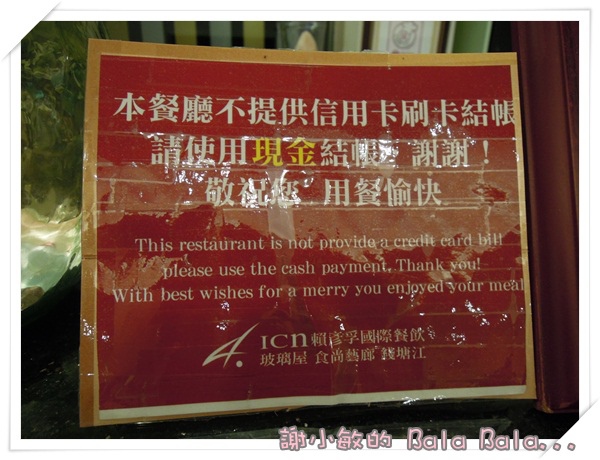 本餐廳不提供信用卡刷卡結帳
請使用現金結帳 謝謝！
敬祝您 用餐愉快
This restaurant is not provide a credit card bill
please use the cash payment. Thank you!
With best wishes for a merry you enjoyed your meal
ICN 賴彥孚國際餐飲
玻璃屋 食尚藝廊 錢塘江
謝小敏的 Bala Bala...